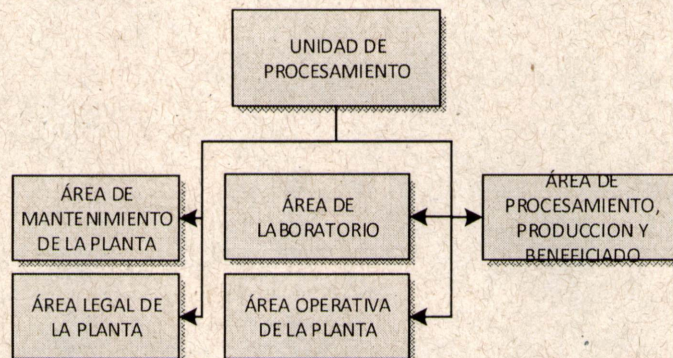 UNIDAD DE
PROCESAMIENTO
ÁREA DE
MANTENIMIENTO
DE LA PLANTA
ÁREA DE
LABORATORIO
ÁREA DE
PROCESAMIENTO,
PRODUCCION Y
BENEFICIADO
ÁREA LEGAL DE
LA PLANTA
ÁREA OPERATIVA
DE LA PLANTA